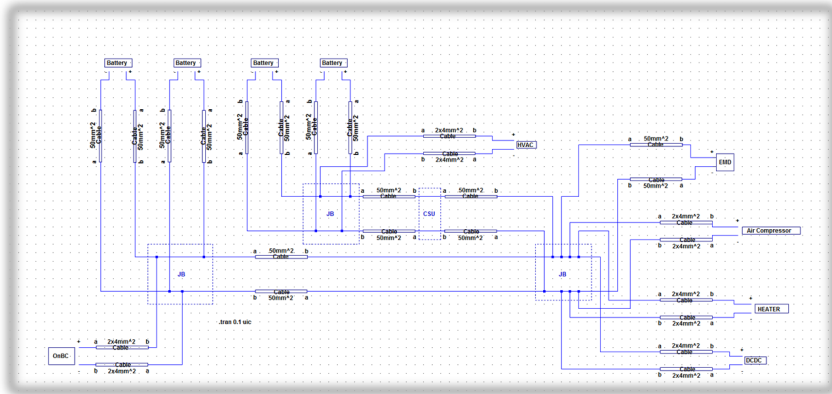 Battery
Battery
Battery
Battery
- +
- +
- +
- +
b 50mm^2 Cable a
a Cable 50mm^2 b
b 50mm^2 Cable a
a Cable 50mm^2 b
b 50mm^2 Cable a
a Cable 50mm^2 b
b 50mm^2 Cable a
a Cable 50mm^2 b
a 2x4mm^2 b
Cable
+
HVAC
-
Cable
b 2x4mm^2 a
50mm^2
a Cable b
+
EMD
-
Cable
b 50mm^2 a
50mm^2
a Cable b
50mm^2
a Cable b
JB
CSU
b Cable a
50mm^2
b Cable a
50mm^2
a 2x4mm^2 b
Cable
+
Air Compressor
-
Cable
b 2x4mm^2 a
50mm^2
a Cable b
JB
JB
Cable
b 50mm^2 a
a 2x4mm^2 b
Cable
+
HEATER
-
Cable
b 2x4mm^2 a
.tran 0.1 uic
OnBC
+
a 2x4mm^2 b
Cable
-
Cable
b 2x4mm^2 a
a 2x4mm^2 b
Cable
+
DCDC
-
Cable
b 2x4mm^2 a